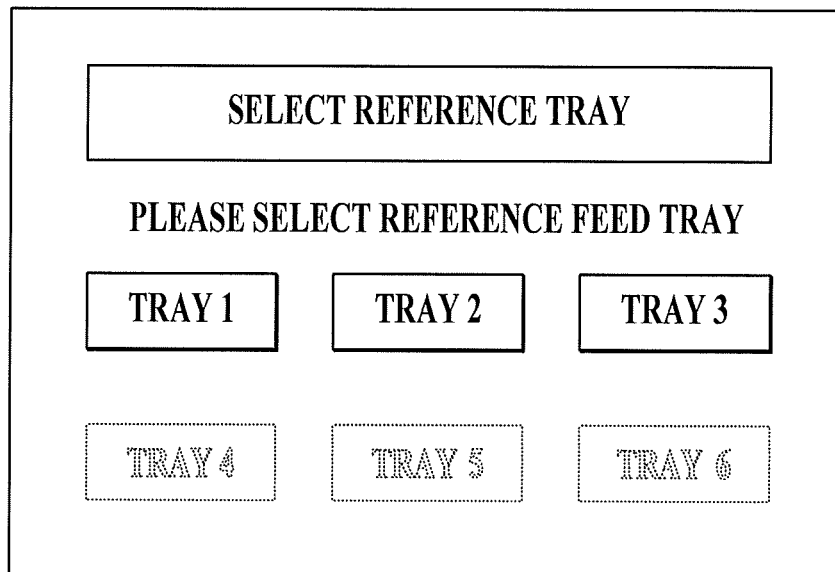 SELECT REFERENCE TRAY
PLEASE SELECT REFERENCE FEED TRAY
TRAY 1 TRAY 2 TRAY 3
TRAY 4 TRAY 5 TRAY 6